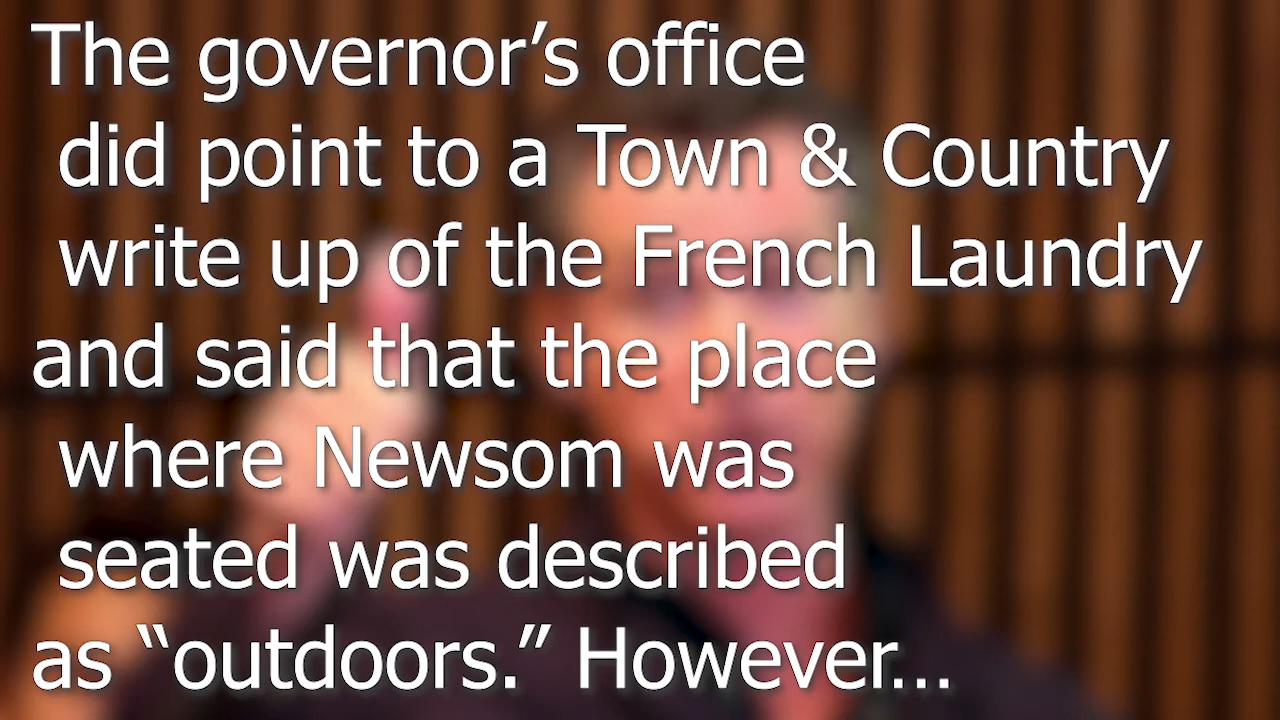 The governor’s office
did point to a Town & Country
write up of the French Laundry
and said that the place
where Newsom was
seated was described
as “outdoors.” However...